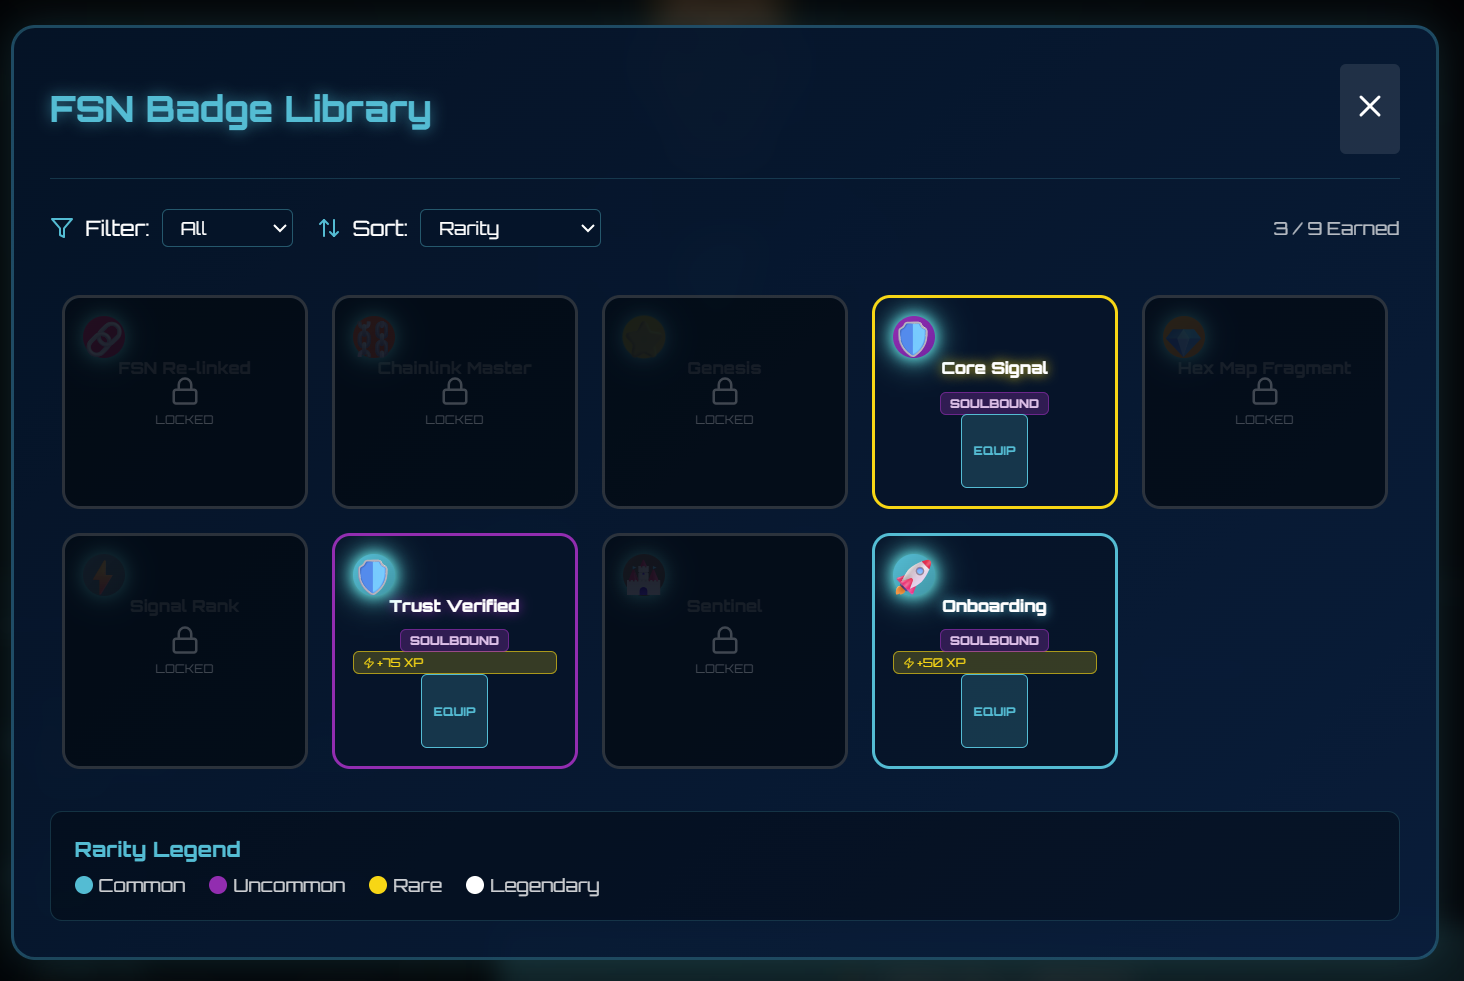 FSN Badge Library
Filter: All Sort: Rarity 3 / 9 Earned
FSN Re-linked
LOCKED
Chainlink Master
LOCKED
Genesis
LOCKED
Core Signal
SOULBOUND
EQUIP
Hex Map Fragment
LOCKED
Signal Rank
LOCKED
Trust Verified
SOULBOUND
+75 XP
EQUIP
Sentinel
LOCKED
Onboarding
SOULBOUND
+50 XP
EQUIP
Rarity Legend
Common Uncommon Rare Legendary